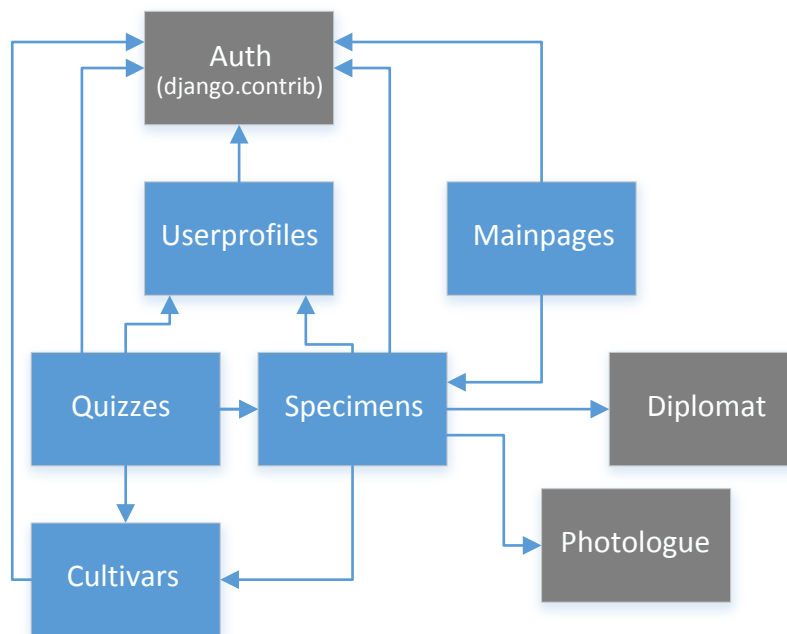 Auth
(django.contrib)
Userprofiles
Mainpages
Quizzes
Specimens
Diplomat
Photologue
Cultivars